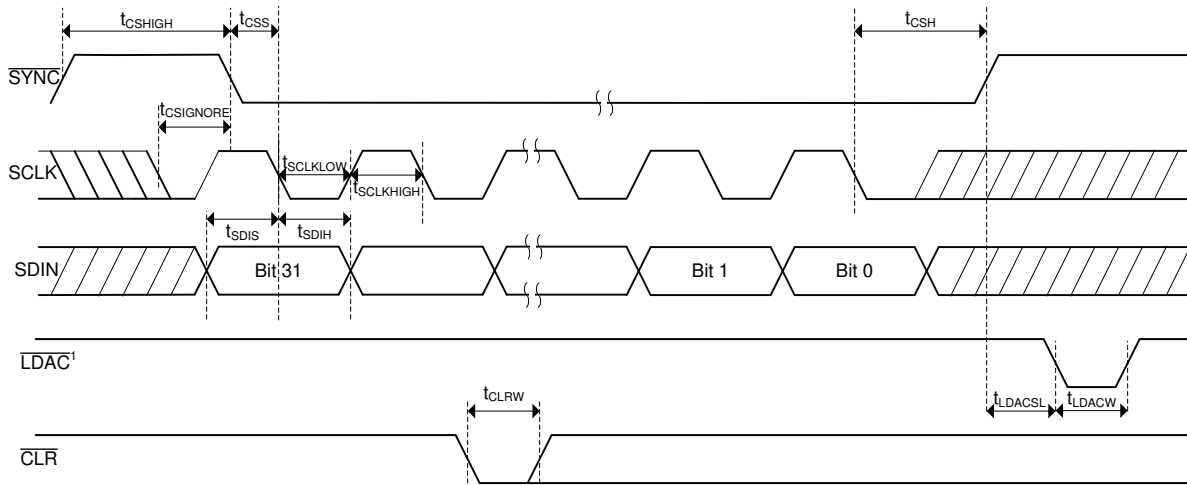 tCSHIGH tCSS tCSH
SYNC
tCSIGNORE
SCLK tSCLKLOW
tSCLKHIGH
tSDIS tSDIH
SDIN Bit 31 Bit 1 Bit 0
LDAC1
tCLRW tLDACSL tLDACW
CLR